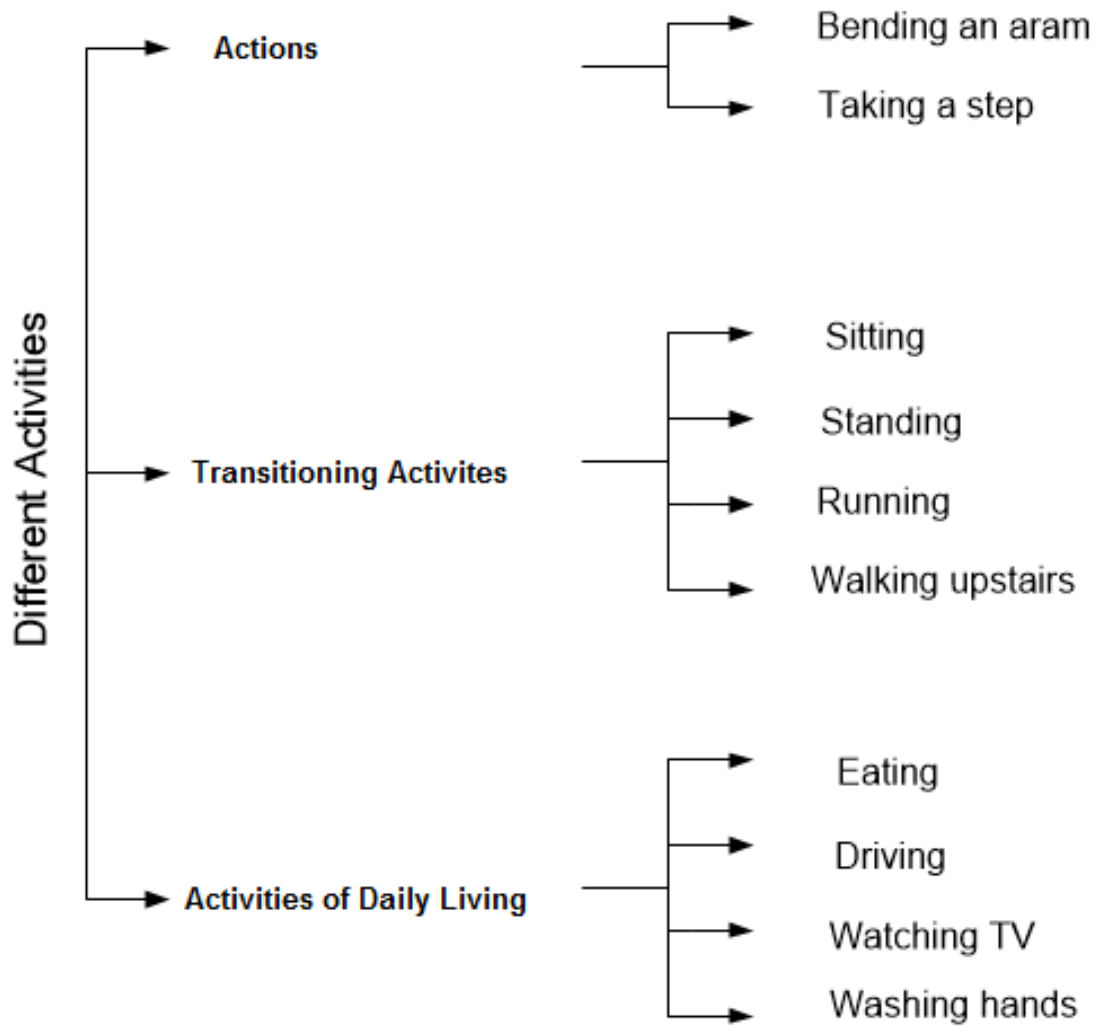 Different Activities
Actions
Bending an aram
Taking a step
Transitioning Activites
Sitting
Standing
Running
Walking upstairs
Activities of Daily Living
Eating
Driving
Watching TV
Washing hands